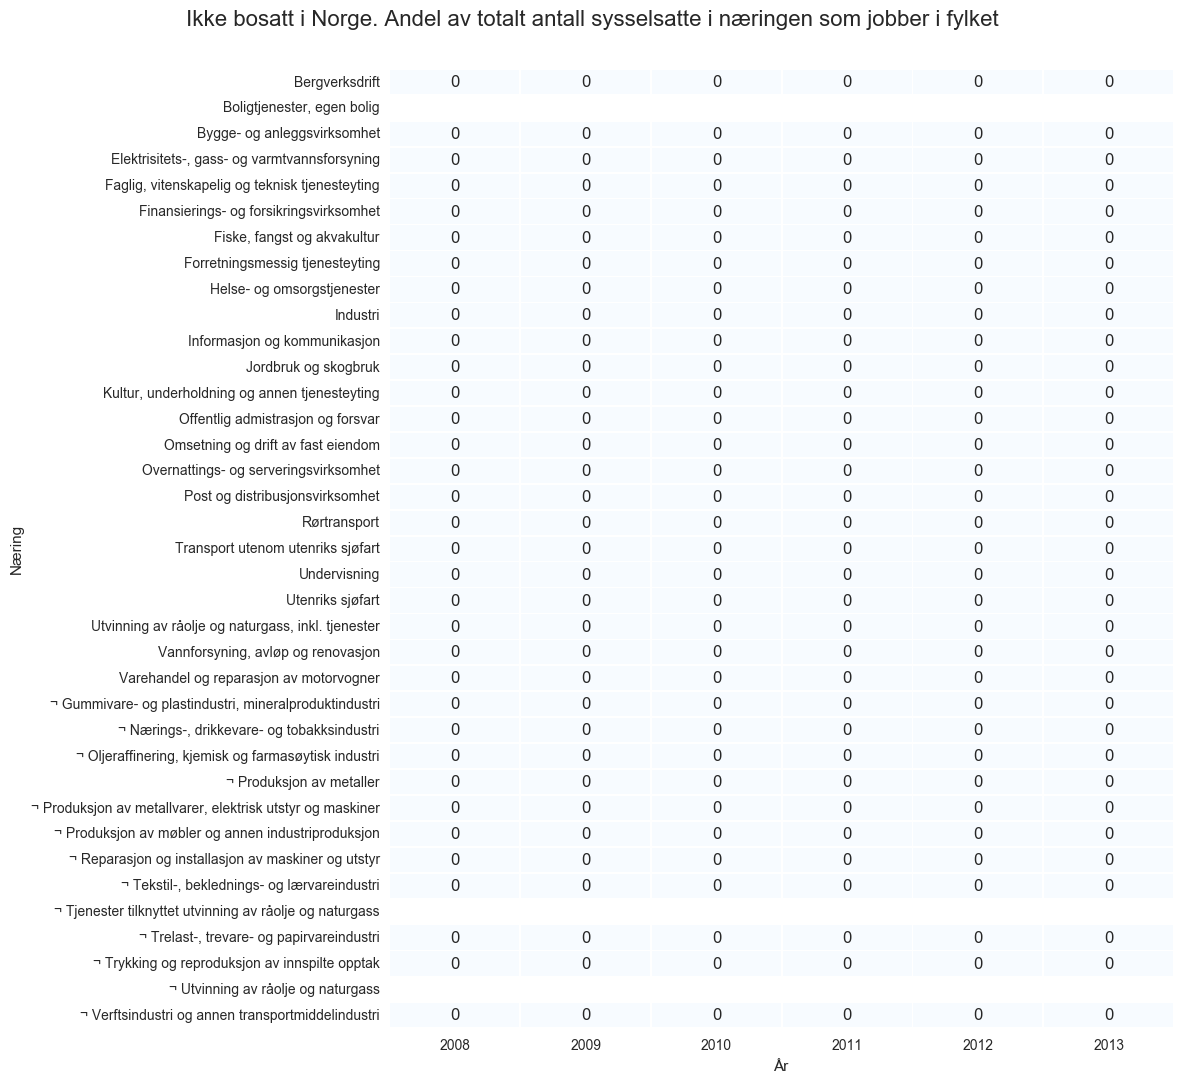 Ikke bosatt i Norge. Andel av totalt antall sysselsatte i næringen som jobber i fylket
Bergverksdrift 0 0 0 0 0 0
Boligtjenester, egen bolig
Bygge- og anleggsvirksomhet 0 0 0 0 0 0
Elektrisitets-, gass- og varmtvannsforsyning 0 0 0 0 0 0
Faglig, vitenskapelig og teknisk tjenesteyting 0 0 0 0 0 0
Finansierings- og forsikringsvirksomhet 0 0 0 0 0 0
Fiske, fangst og akvakultur 0 0 0 0 0 0
Forretningsmessig tjenesteyting 0 0 0 0 0 0
Helse- og omsorgstjenester 0 0 0 0 0 0
Industri 0 0 0 0 0 0
Informasjon og kommunikasjon 0 0 0 0 0 0
Jordbruk og skogbruk 0 0 0 0 0 0
Kultur, underholdning og annen tjenesteyting 0 0 0 0 0 0
Offentlig admistrasjon og forsvar 0 0 0 0 0 0
Omsetning og drift av fast eiendom 0 0 0 0 0 0
Overnattings- og serveringsvirksomhet 0 0 0 0 0 0
Post og distribusjonsvirksomhet 0 0 0 0 0 0
Rørtransport 0 0 0 0 0 0
Transport utenom utenriks sjøfart 0 0 0 0 0 0
Undervisning 0 0 0 0 0 0
Utenriks sjøfart 0 0 0 0 0 0
Utvinning av råolje og naturgass, inkl. tjenester 0 0 0 0 0 0
Vannforsyning, avløp og renovasjon 0 0 0 0 0 0
Varehandel og reparasjon av motorvogner 0 0 0 0 0 0
¬ Gummivare- og plastindustri, mineralproduktindustri 0 0 0 0 0 0
¬ Nærings-, drikkevare- og tobakksindustri 0 0 0 0 0 0
¬ Oljeraffinering, kjemisk og farmasøytisk industri 0 0 0 0 0 0
¬ Produksjon av metaller 0 0 0 0 0 0
¬ Produksjon av metallvarer, elektrisk utstyr og maskiner 0 0 0 0 0 0
¬ Produksjon av møbler og annen industriproduksjon 0 0 0 0 0 0
¬ Reparasjon og installasjon av maskiner og utstyr 0 0 0 0 0 0
¬ Tekstil-, beklednings- og lærvareindustri 0 0 0 0 0 0
¬ Tjenester tilknyttet utvinning av råolje og naturgass
¬ Trelast-, trevare- og papirvareindustri 0 0 0 0 0 0
¬ Trykking og reproduksjon av innspilte opptak 0 0 0 0 0 0
¬ Utvinning av råolje og naturgass
¬ Verftsindustri og annen transportmiddelindustri 0 0 0 0 0 0
2008 2009 2010 2011 2012 2013
År
Næring